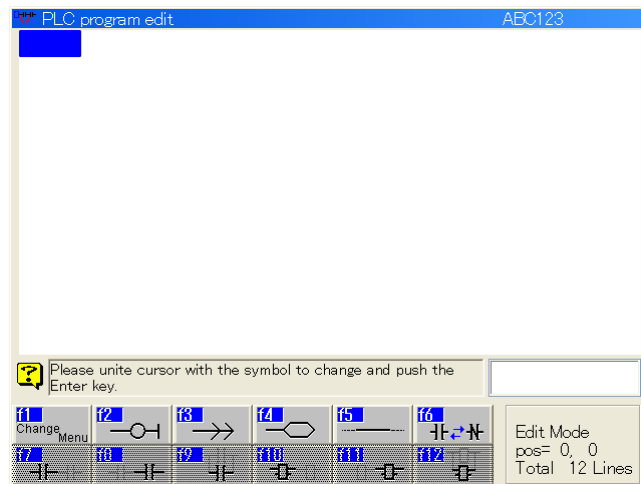 PLC program edit ABC123
Please unite cursor with the symbol to change and push the
Enter key.
f1 f2 f3 f4 f5 f6
Change
Menu
f7 f8 f9 f10 f11 f12
Edit Mode
pos= 0, 0
Total 12 Lines